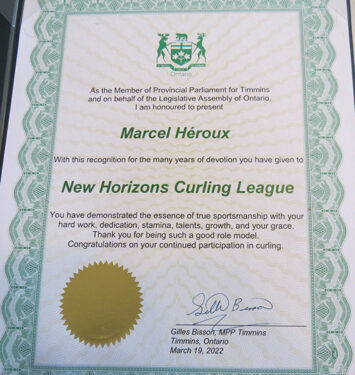 Ontario
As the Member of Provincial Parliament for Timmins
and on behalf of the Legislative Assembly of Ontario,
I am honoured to present
Marcel Héroux
With this recognition for the many years of devotion you have given to
New Horizons Curling League
You have demonstrated the essence of true sportsmanship with your
hard work, dedication, stamina, talents, growth, and your grace.
Thank you for being such a good role model.
Congratulations on your continued participation in curling.
Gilles Bisson
Gilles Bisson, MPP Timmins
Timmins, Ontario
March 19, 2022